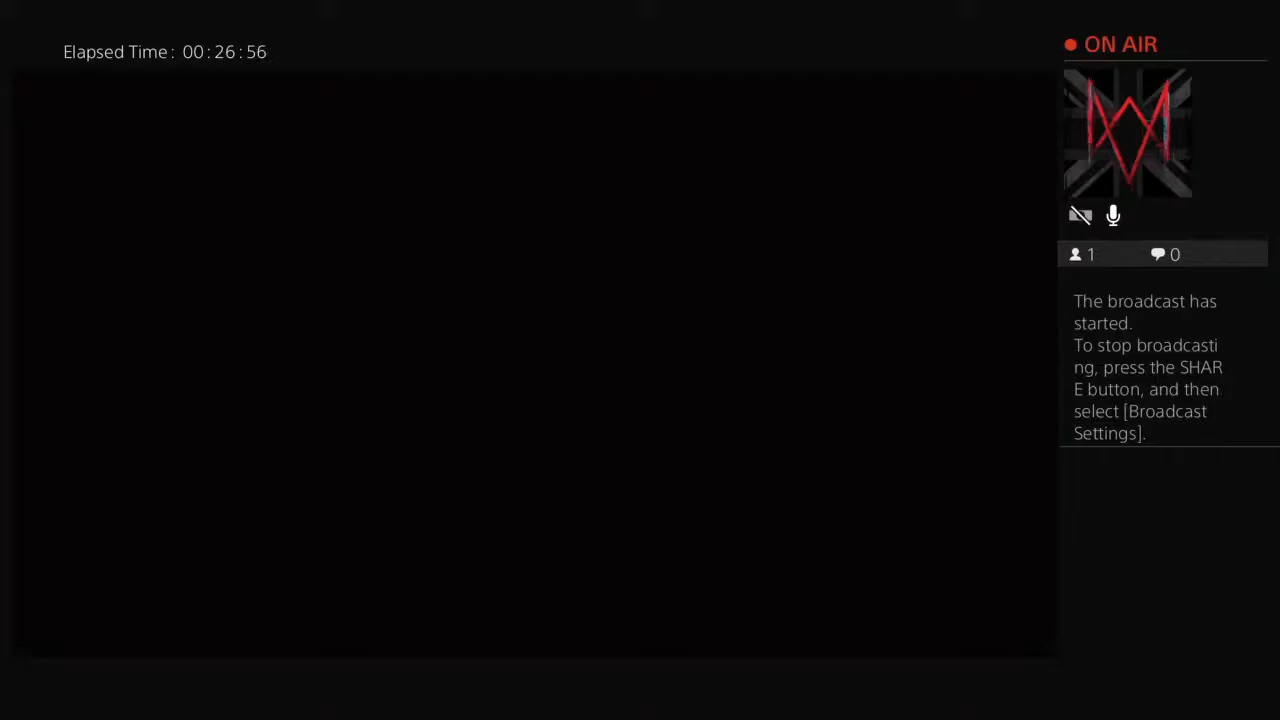 Elapsed Time: 00:26:56
ON AIR
1 0
The broadcast has
started.
To stop broadcasti
ng, press the SHAR
E button, and then
select [Broadcast
Settings].